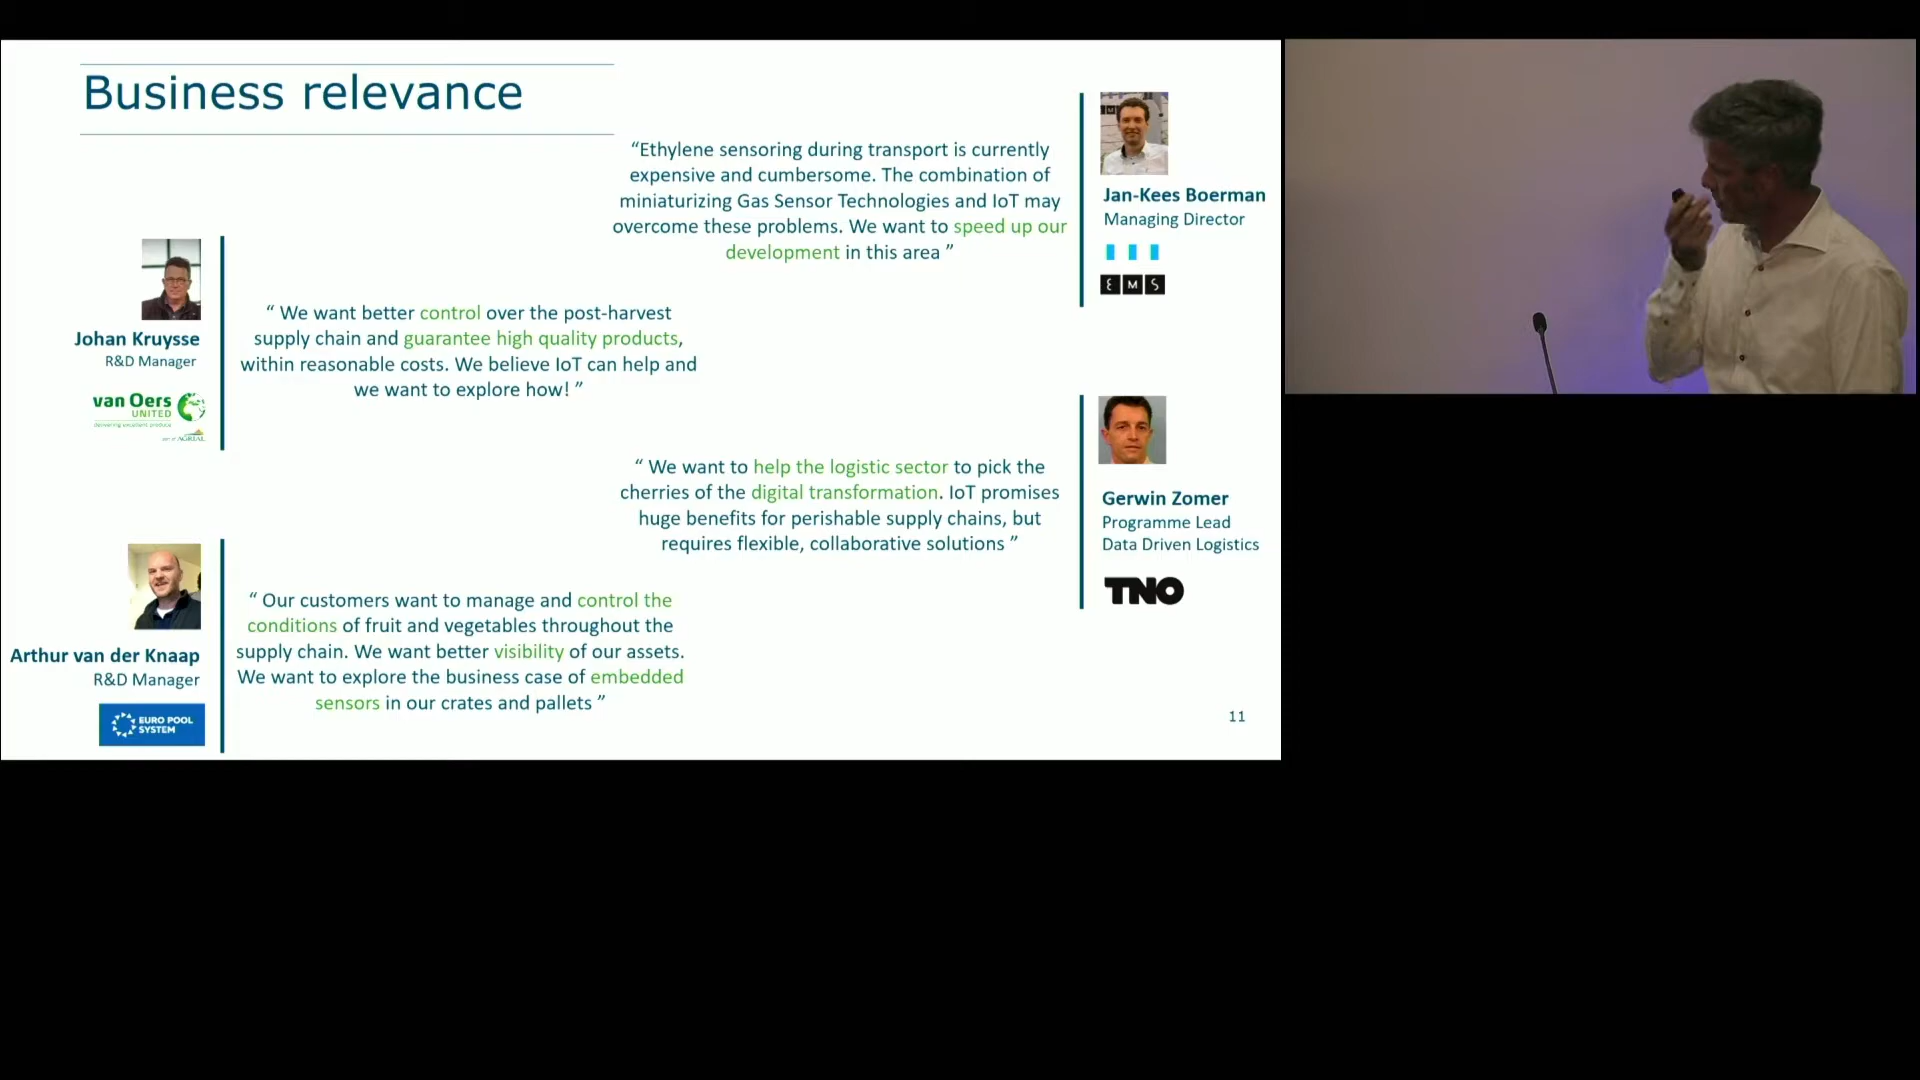 Business relevance
“Ethylene sensoring during transport is currently
expensive and cumbersome. The combination of
miniaturizing Gas Sensor Technologies and IoT may
overcome these problems. We want to speed up our
development in this area ”
Jan-Kees Boerman
Managing Director
EMS
Johan Kruysse
R&D Manager
van Oers
UNITED
delivering excellent produce
part of AGRIAL
“ We want better control over the post-harvest
supply chain and guarantee high quality products,
within reasonable costs. We believe IoT can help and
we want to explore how! ”
“ We want to help the logistic sector to pick the
cherries of the digital transformation. IoT promises
huge benefits for perishable supply chains, but
requires flexible, collaborative solutions ”
Gerwin Zomer
Programme Lead
Data Driven Logistics
TNO
Arthur van der Knaap
R&D Manager
EURO POOL
SYSTEM
“ Our customers want to manage and control the
conditions of fruit and vegetables throughout the
supply chain. We want better visibility of our assets.
We want to explore the business case of embedded
sensors in our crates and pallets ”
11